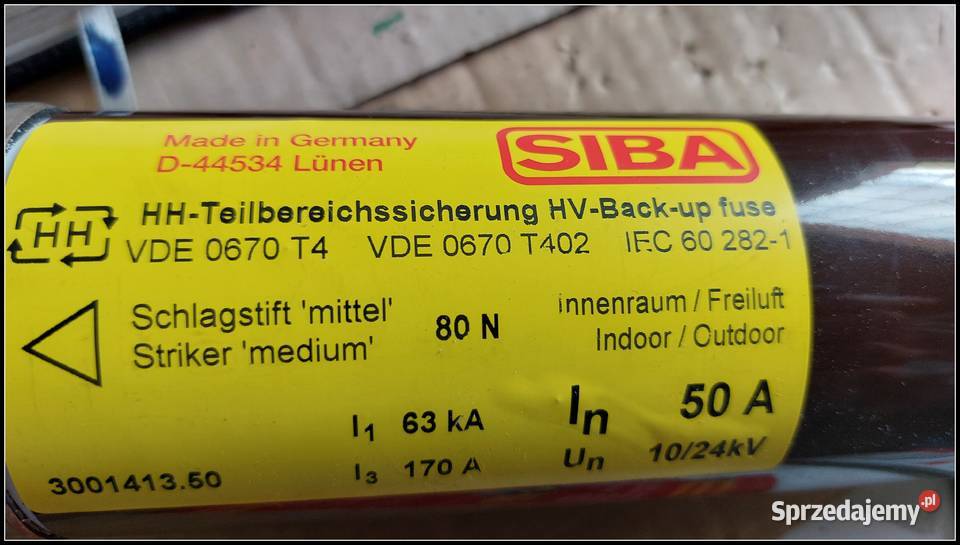 Made in Germany
D-44534 Lünen
SIBA
HH
HH-Teilbereichssicherung HV-Back-up fuse
VDE 0670 T4 VDE 0670 T402 IEC 60 282-1
Schlagstift 'mittel'
Striker 'medium'
80 N
Innenraum / Freiluft
Indoor / Outdoor
I1 63 kA
In 50 A
I3 170 A
Un 10/24kV
3001413.50
Sprzedajemy.pl